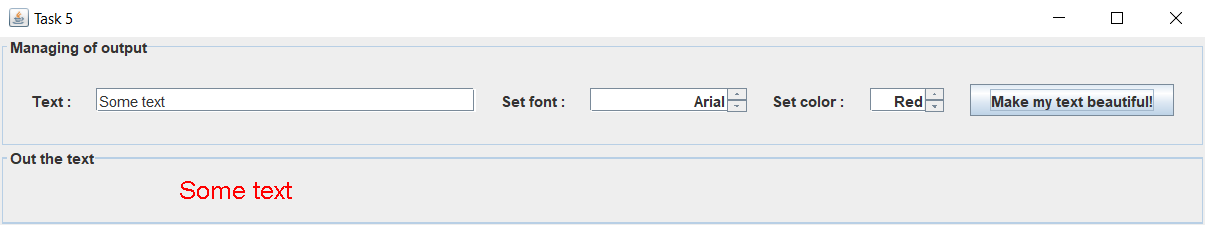 Task 5
Managing of output
Text : Some text Set font : Arial Set color : Red Make my text beautiful!
Out the text
Some text